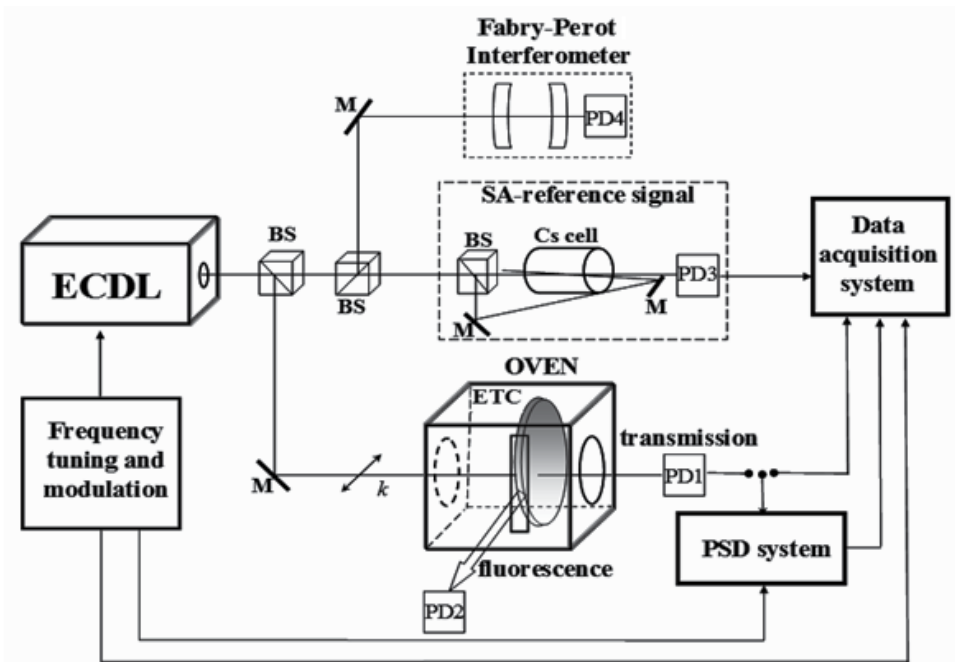 Fabry-Perot
Interferometer
M
PD4
SA-reference signal
BS
BS
Cs cell
Data
acquisition
system
ECDL
BS
PD3
M
M
OVEN
ETC
Frequency
tuning and
modulation
transmission
M
k
PD1
PSD system
fluorescence
PD2